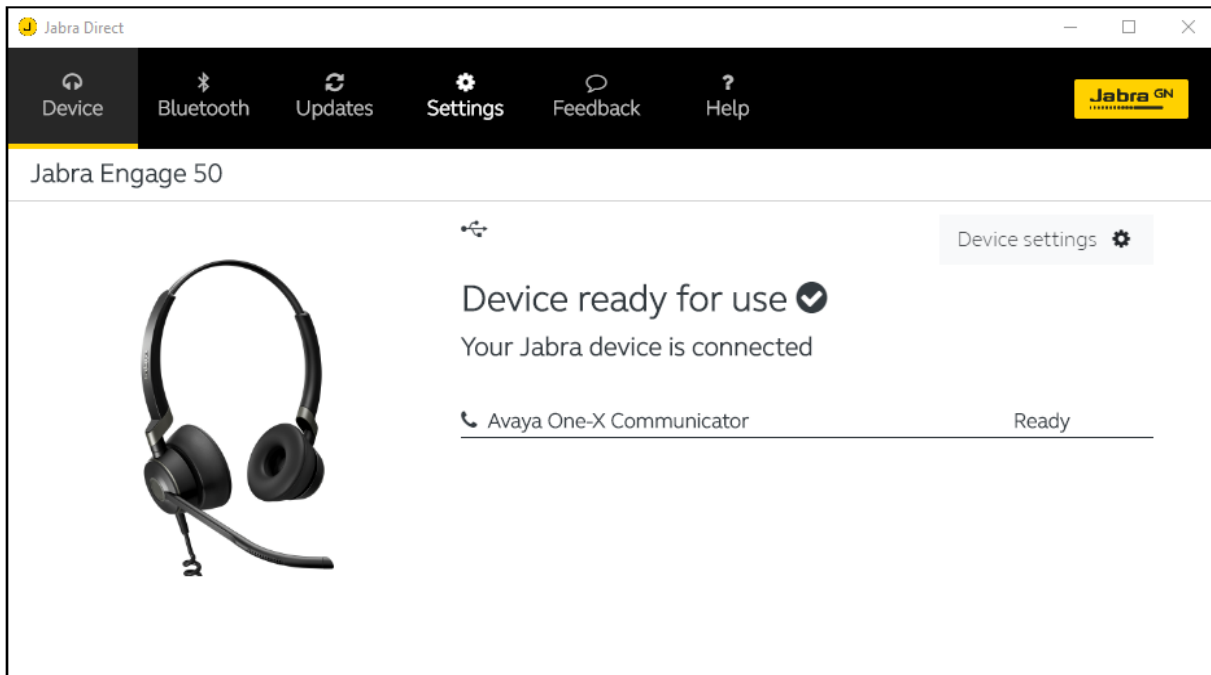 Jabra Direct
Device Bluetooth Updates Settings Feedback Help
Jabra GN
Jabra Engage 50
Device settings
Device ready for use
Your Jabra device is connected
Avaya One-X Communicator Ready